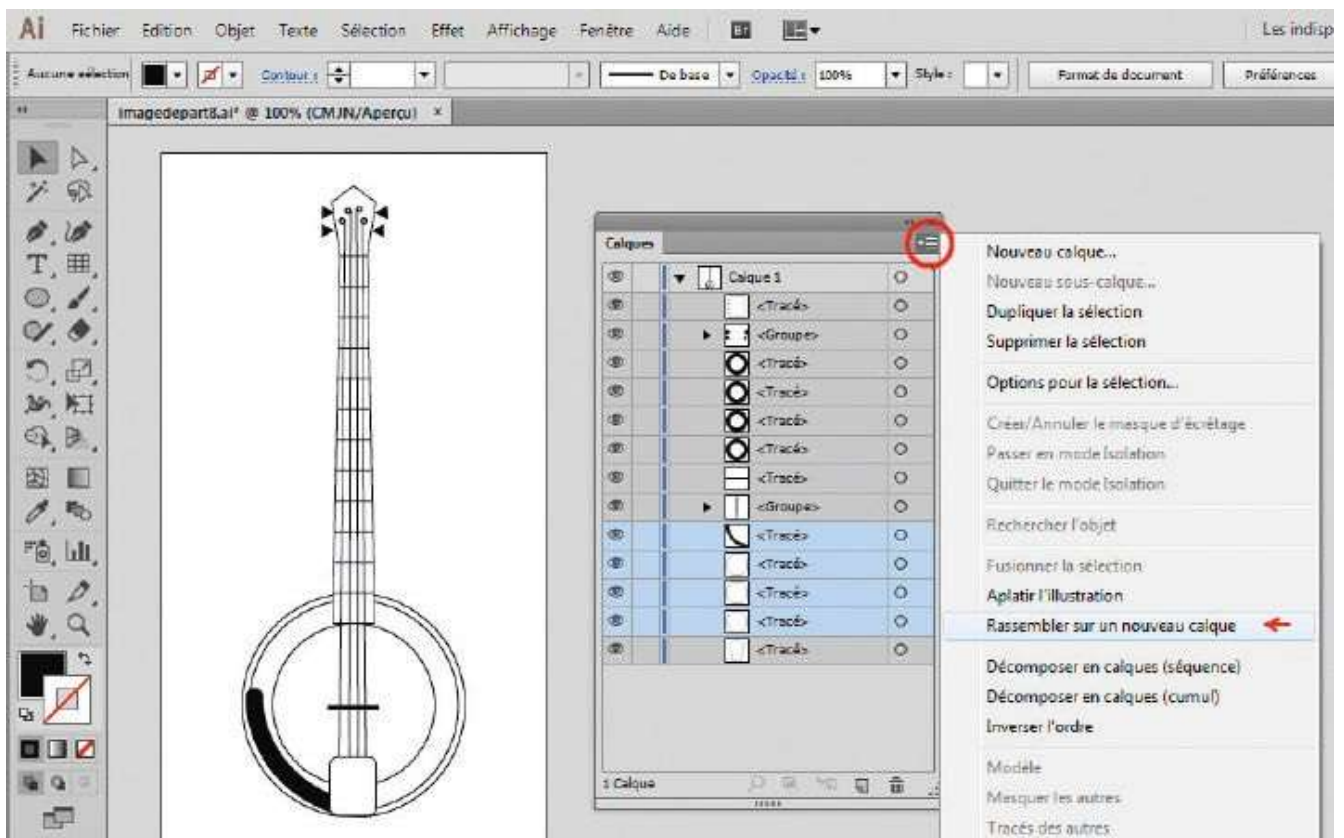 Ai Fichier Edition Objet Texte Sélection Effet Affichage Fenêtre Aide Br Les indisp
Aucune sélection Contour : De base Opacité : 100% Style : Format de document Préférences
imagedepart8.ai* @ 100% (CMJN/Aperçu) ×
Calques
Calque 1
<Tracé>
<Groupe>
<Tracé>
<Tracé>
<Tracé>
<Tracé>
<Tracé>
<Groupe>
<Tracé>
<Tracé>
<Tracé>
<Tracé>
<Tracé>
1 Calque
Nouveau calque...
Nouveau sous-calque...
Dupliquer la sélection
Supprimer la sélection
Options pour la sélection...
Créer/Annuler le masque d'écrêtage
Passer en mode Isolation
Quitter le mode Isolation
Rechercher l'objet
Fusionner la sélection
Aplatir l'illustration
Rassembler sur un nouveau calque
Décomposer en calques (séquence)
Décomposer en calques (cumul)
Inverser l'ordre
Modèle
Masquer les autres
Tracés des autres